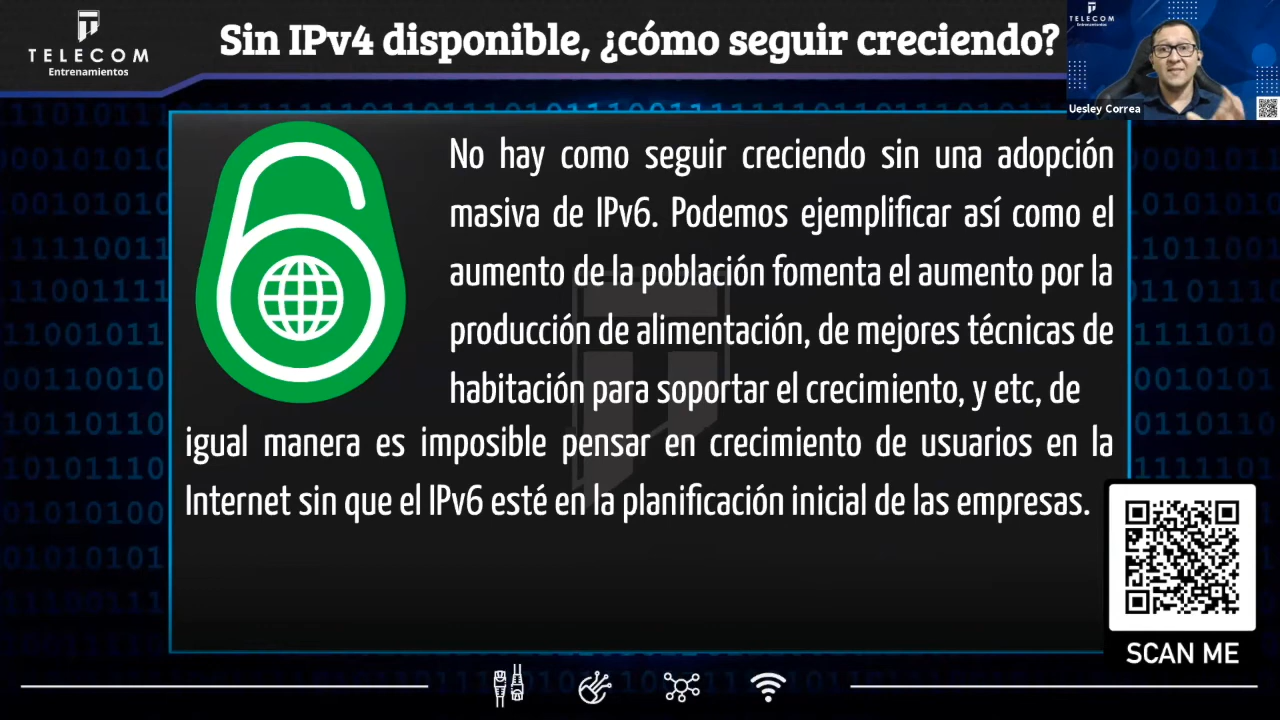 TELECOM
Entrenamientos
Sin IPv4 disponible, ¿cómo seguir creciendo?
TELECOM
Uesley Correa
No hay como seguir creciendo sin una adopción
masiva de IPv6. Podemos ejemplificar así como el
aumento de la población fomenta el aumento por la
producción de alimentación, de mejores técnicas de
habitación para soportar el crecimiento, y etc, de
igual manera es imposible pensar en crecimiento de usuarios en la
Internet sin que el IPv6 esté en la planificación inicial de las empresas.
SCAN ME